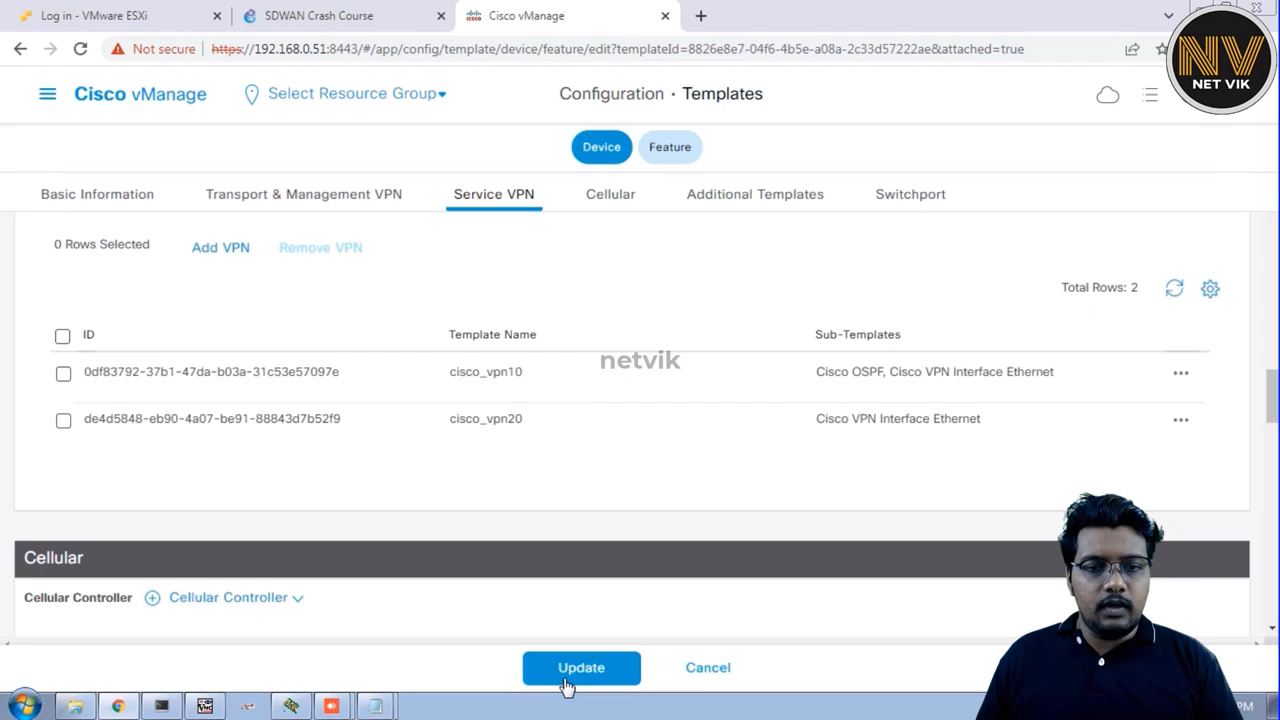 Log in - VMware ESXi
SDWAN Crash Course
Cisco vManage
Not secure
https://192.168.0.51:8443/#/app/config/template/device/feature/edit?templateId=8826e8e7-04f6-4b5e-a08a-2c33d57222ae&attached=true
NV
NET VIK
Cisco vManage
Select Resource Group
Configuration · Templates
Device
Feature
Basic Information
Transport & Management VPN
Service VPN
Cellular
Additional Templates
Switchport
0 Rows Selected
Add VPN
Remove VPN
Total Rows: 2
ID
Template Name
Sub-Templates
netvik
0df83792-37b1-47da-b03a-31c53e57097e
cisco_vpn10
Cisco OSPF, Cisco VPN Interface Ethernet
de4d5848-eb90-4a07-be91-88843d7b52f9
cisco_vpn20
Cisco VPN Interface Ethernet
Cellular
Cellular Controller
Cellular Controller
Update
Cancel
PM